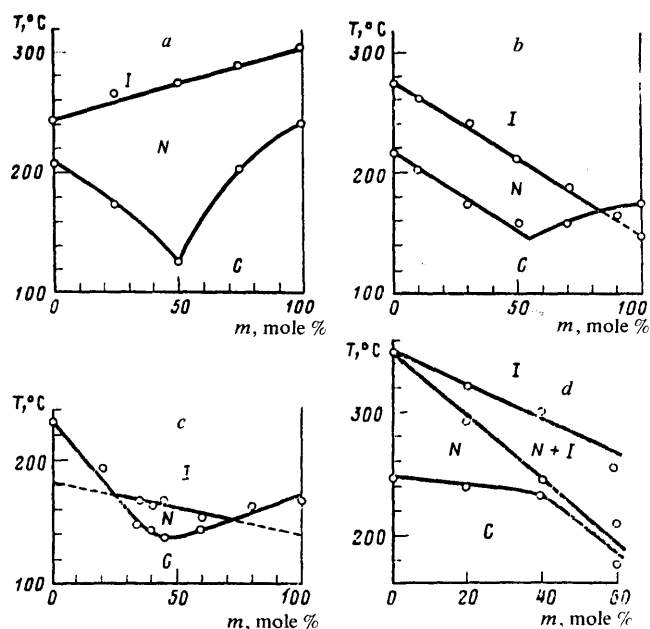 T, °C a
300
I
N
200
C
100
0 50 100
m, mole %
T, °C b
300
I
N
200
C
100
0 50 100
m, mole %
T, °C c
200
I
N
C
100
0 50 100
m, mole %
T, °C d
I
300
N N + I
C
200
0 20 40 60
m, mole %